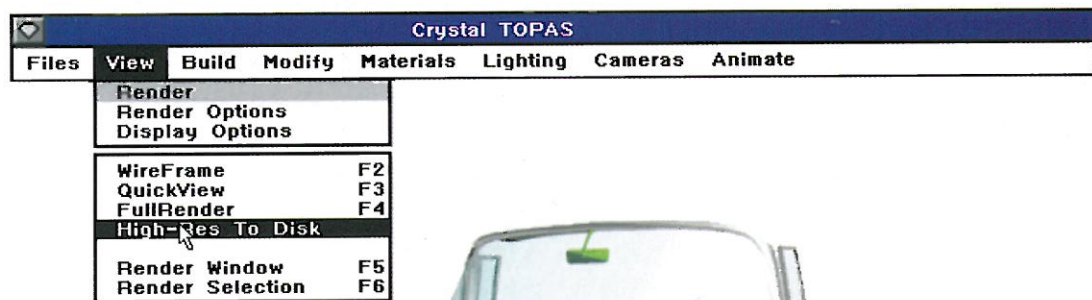 Crystal TOPAS
Files View Build Modify Materials Lighting Cameras Animate
Render
Render Options
Display Options
WireFrame F2
QuickView F3
FullRender F4
High-Res To Disk
Render Window F5
Render Selection F6